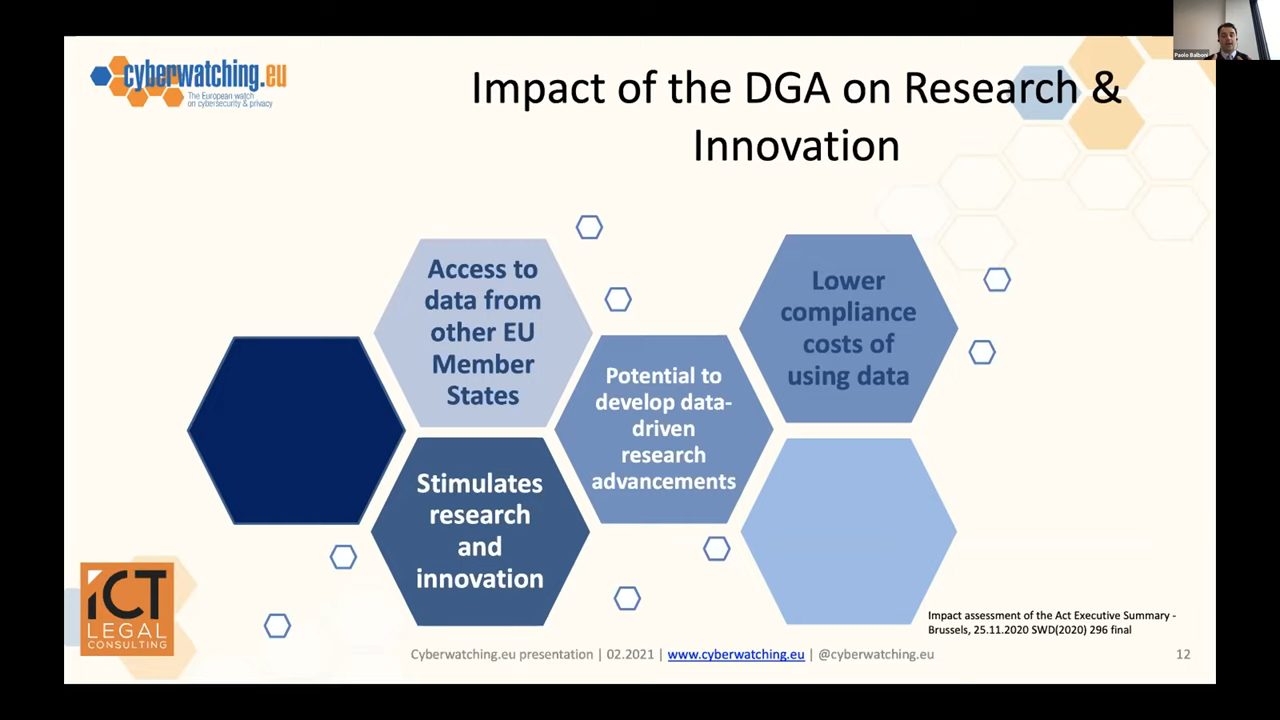 cyberwatching.eu
The European watch
on cybersecurity & privacy
Impact of the DGA on Research &
Innovation
Paolo Balboni
Access to
data from
other EU
Member
States
Lower
compliance
costs of
using data
Potential to
develop data-
driven
research
advancements
Stimulates
research
and
innovation
iCT
LEGAL
CONSULTING
Impact assessment of the Act Executive Summary -
Brussels, 25.11.2020 SWD(2020) 296 final
Cyberwatching.eu presentation | 02.2021 | www.cyberwatching.eu | @cyberwatching.eu
12